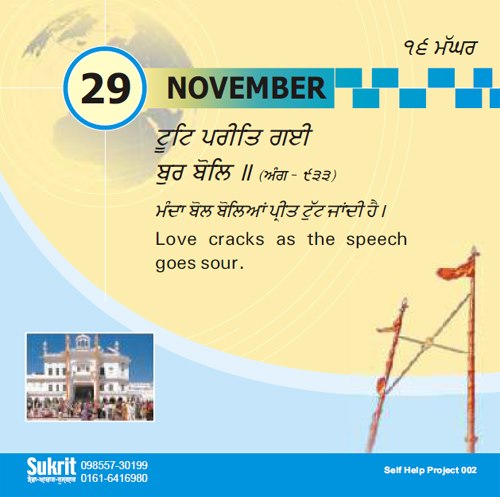 ੧੬ ਮੱਘਰ
29 NOVEMBER
ਟੂਟਿ ਪਰੀਤਿ ਗਈ
ਬੁਰ ਬੋਲਿ ॥ (ਅੰਗ - ੯੩੩)
ਮੰਦਾ ਬੋਲ ਬੋਲਿਆਂ ਪ੍ਰੀਤ ਟੁੱਟ ਜਾਂਦੀ ਹੈ।
Love cracks as the speech
goes sour.
Sukrit 098557-30199
0161-6416980
Self Help Project 002